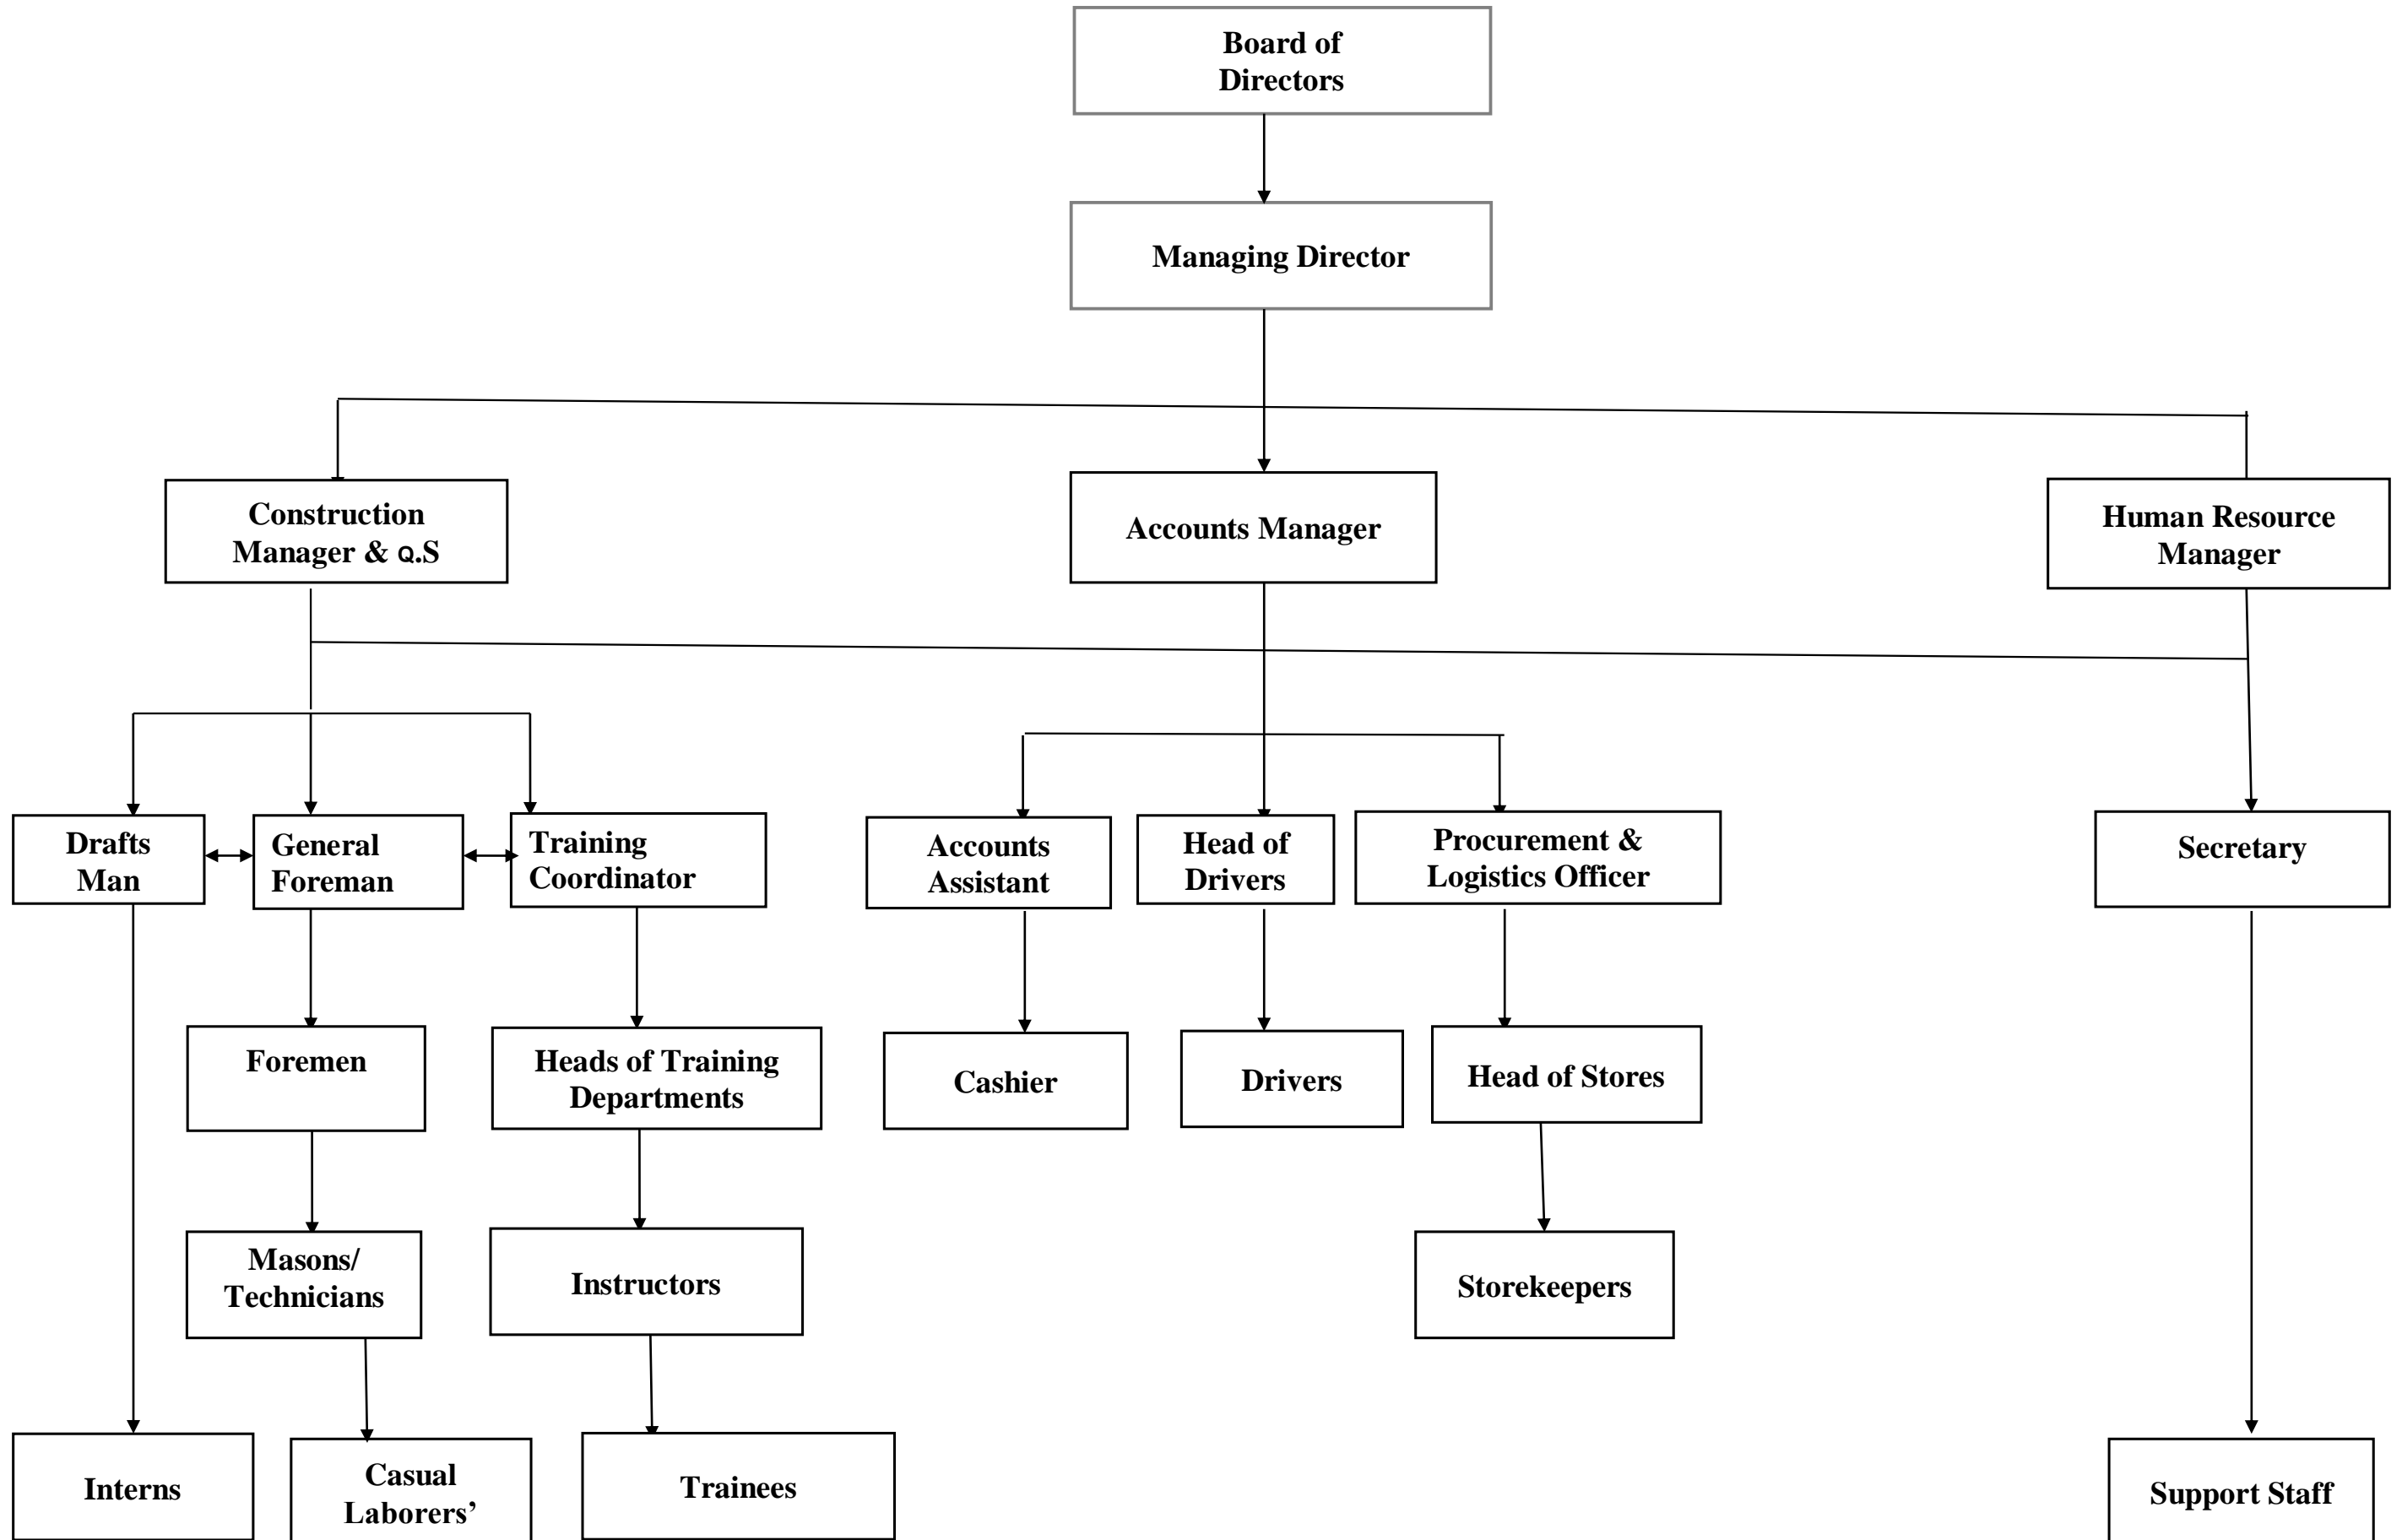 Board of
Directors
Managing Director
Construction
Manager & Q.S
Accounts Manager
Human Resource
Manager
Drafts
Man
General
Foreman
Training
Coordinator
Accounts
Assistant
Head of
Drivers
Procurement &
Logistics Officer
Secretary
Foremen
Heads of Training
Departments
Cashier
Drivers
Head of Stores
Masons/
Technicians
Instructors
Storekeepers
Interns
Casual
Laborers’
Trainees
Support Staff